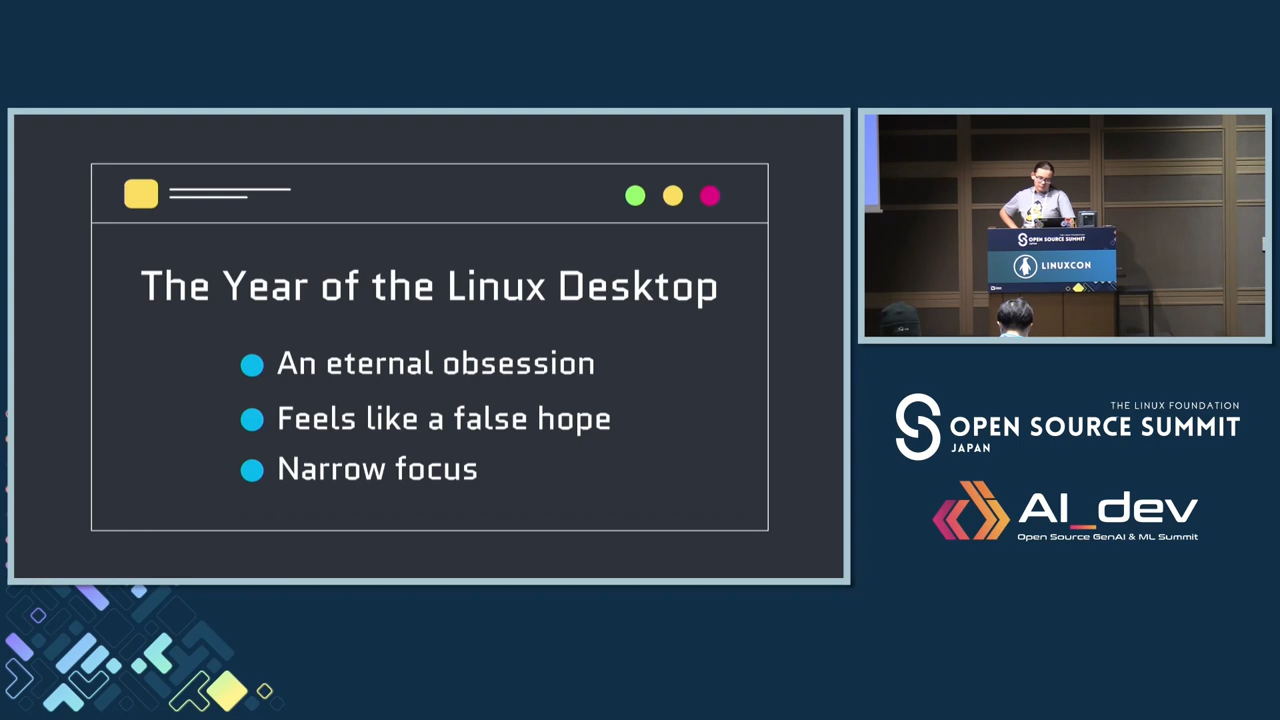 The Year of the Linux Desktop
An eternal obsession
Feels like a false hope
Narrow focus
OPEN SOURCE SUMMIT
JAPAN
LINUXCON
THE LINUX FOUNDATION
OPEN SOURCE SUMMIT
JAPAN
AI_dev
Open Source GenAI & ML Summit